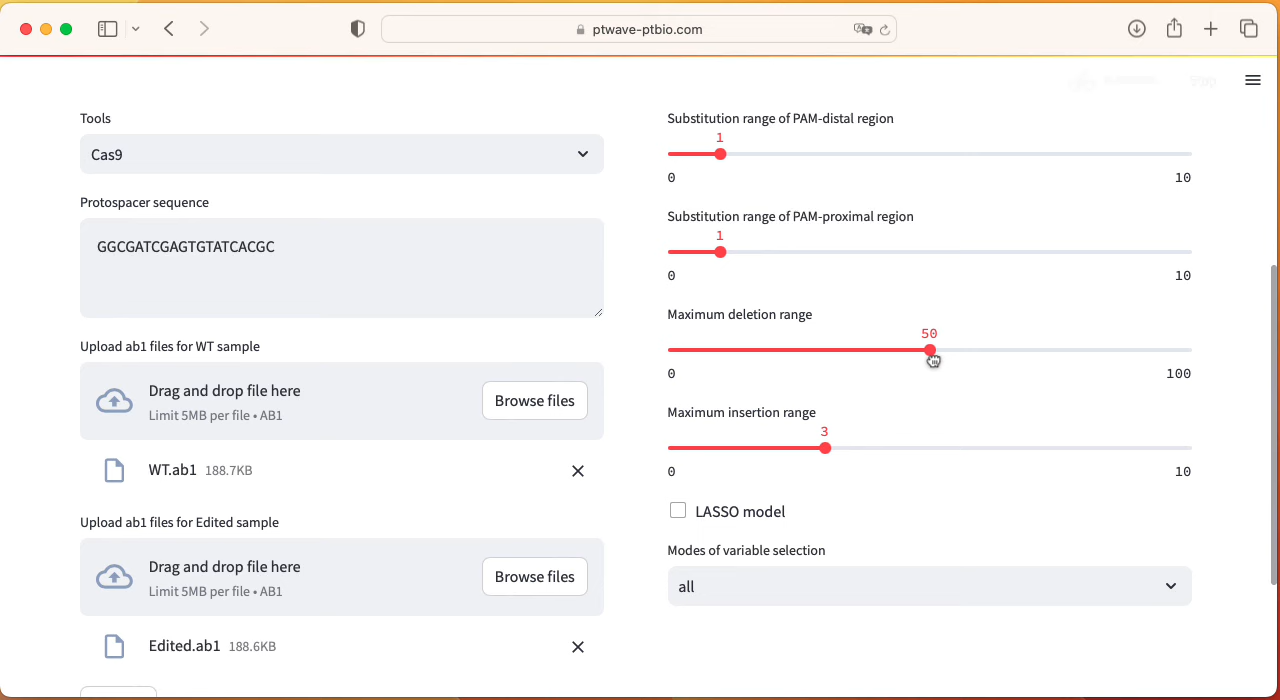 ptwave-ptbio.com
Tools
Cas9
Protospacer sequence
GGCGATCGAGTGTATCACGC
Upload ab1 files for WT sample
Drag and drop file here
Limit 5MB per file • AB1
Browse files
WT.ab1 188.7KB
Upload ab1 files for Edited sample
Drag and drop file here
Limit 5MB per file • AB1
Browse files
Edited.ab1 188.6KB
Substitution range of PAM-distal region
1
0 10
Substitution range of PAM-proximal region
1
0 10
Maximum deletion range
50
0 100
Maximum insertion range
3
0 10
LASSO model
Modes of variable selection
all